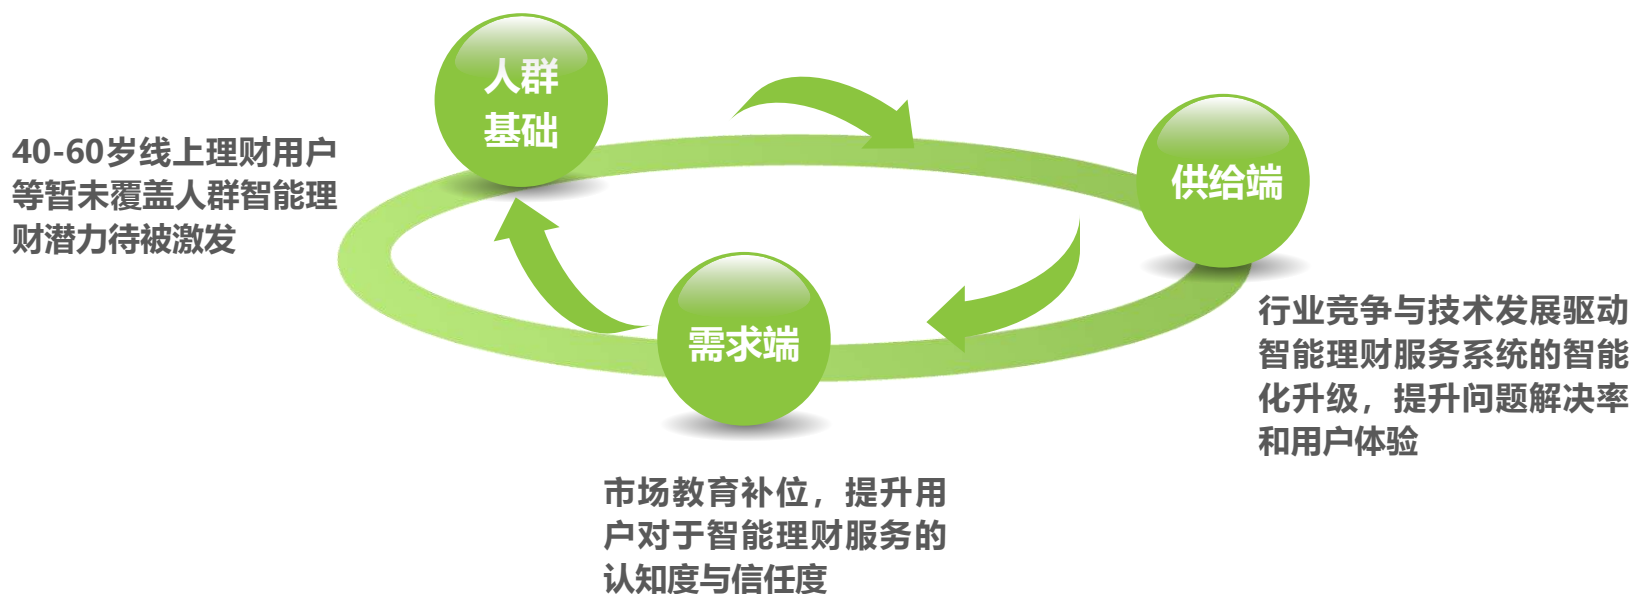 人群
基础
40-60岁线上理财用户
等暂未覆盖人群智能理
财潜力待被激发
供给端
行业竞争与技术发展驱动
智能理财服务系统的智能
化升级，提升问题解决率
和用户体验
需求端
市场教育补位，提升用
户对于智能理财服务的
认知度与信任度